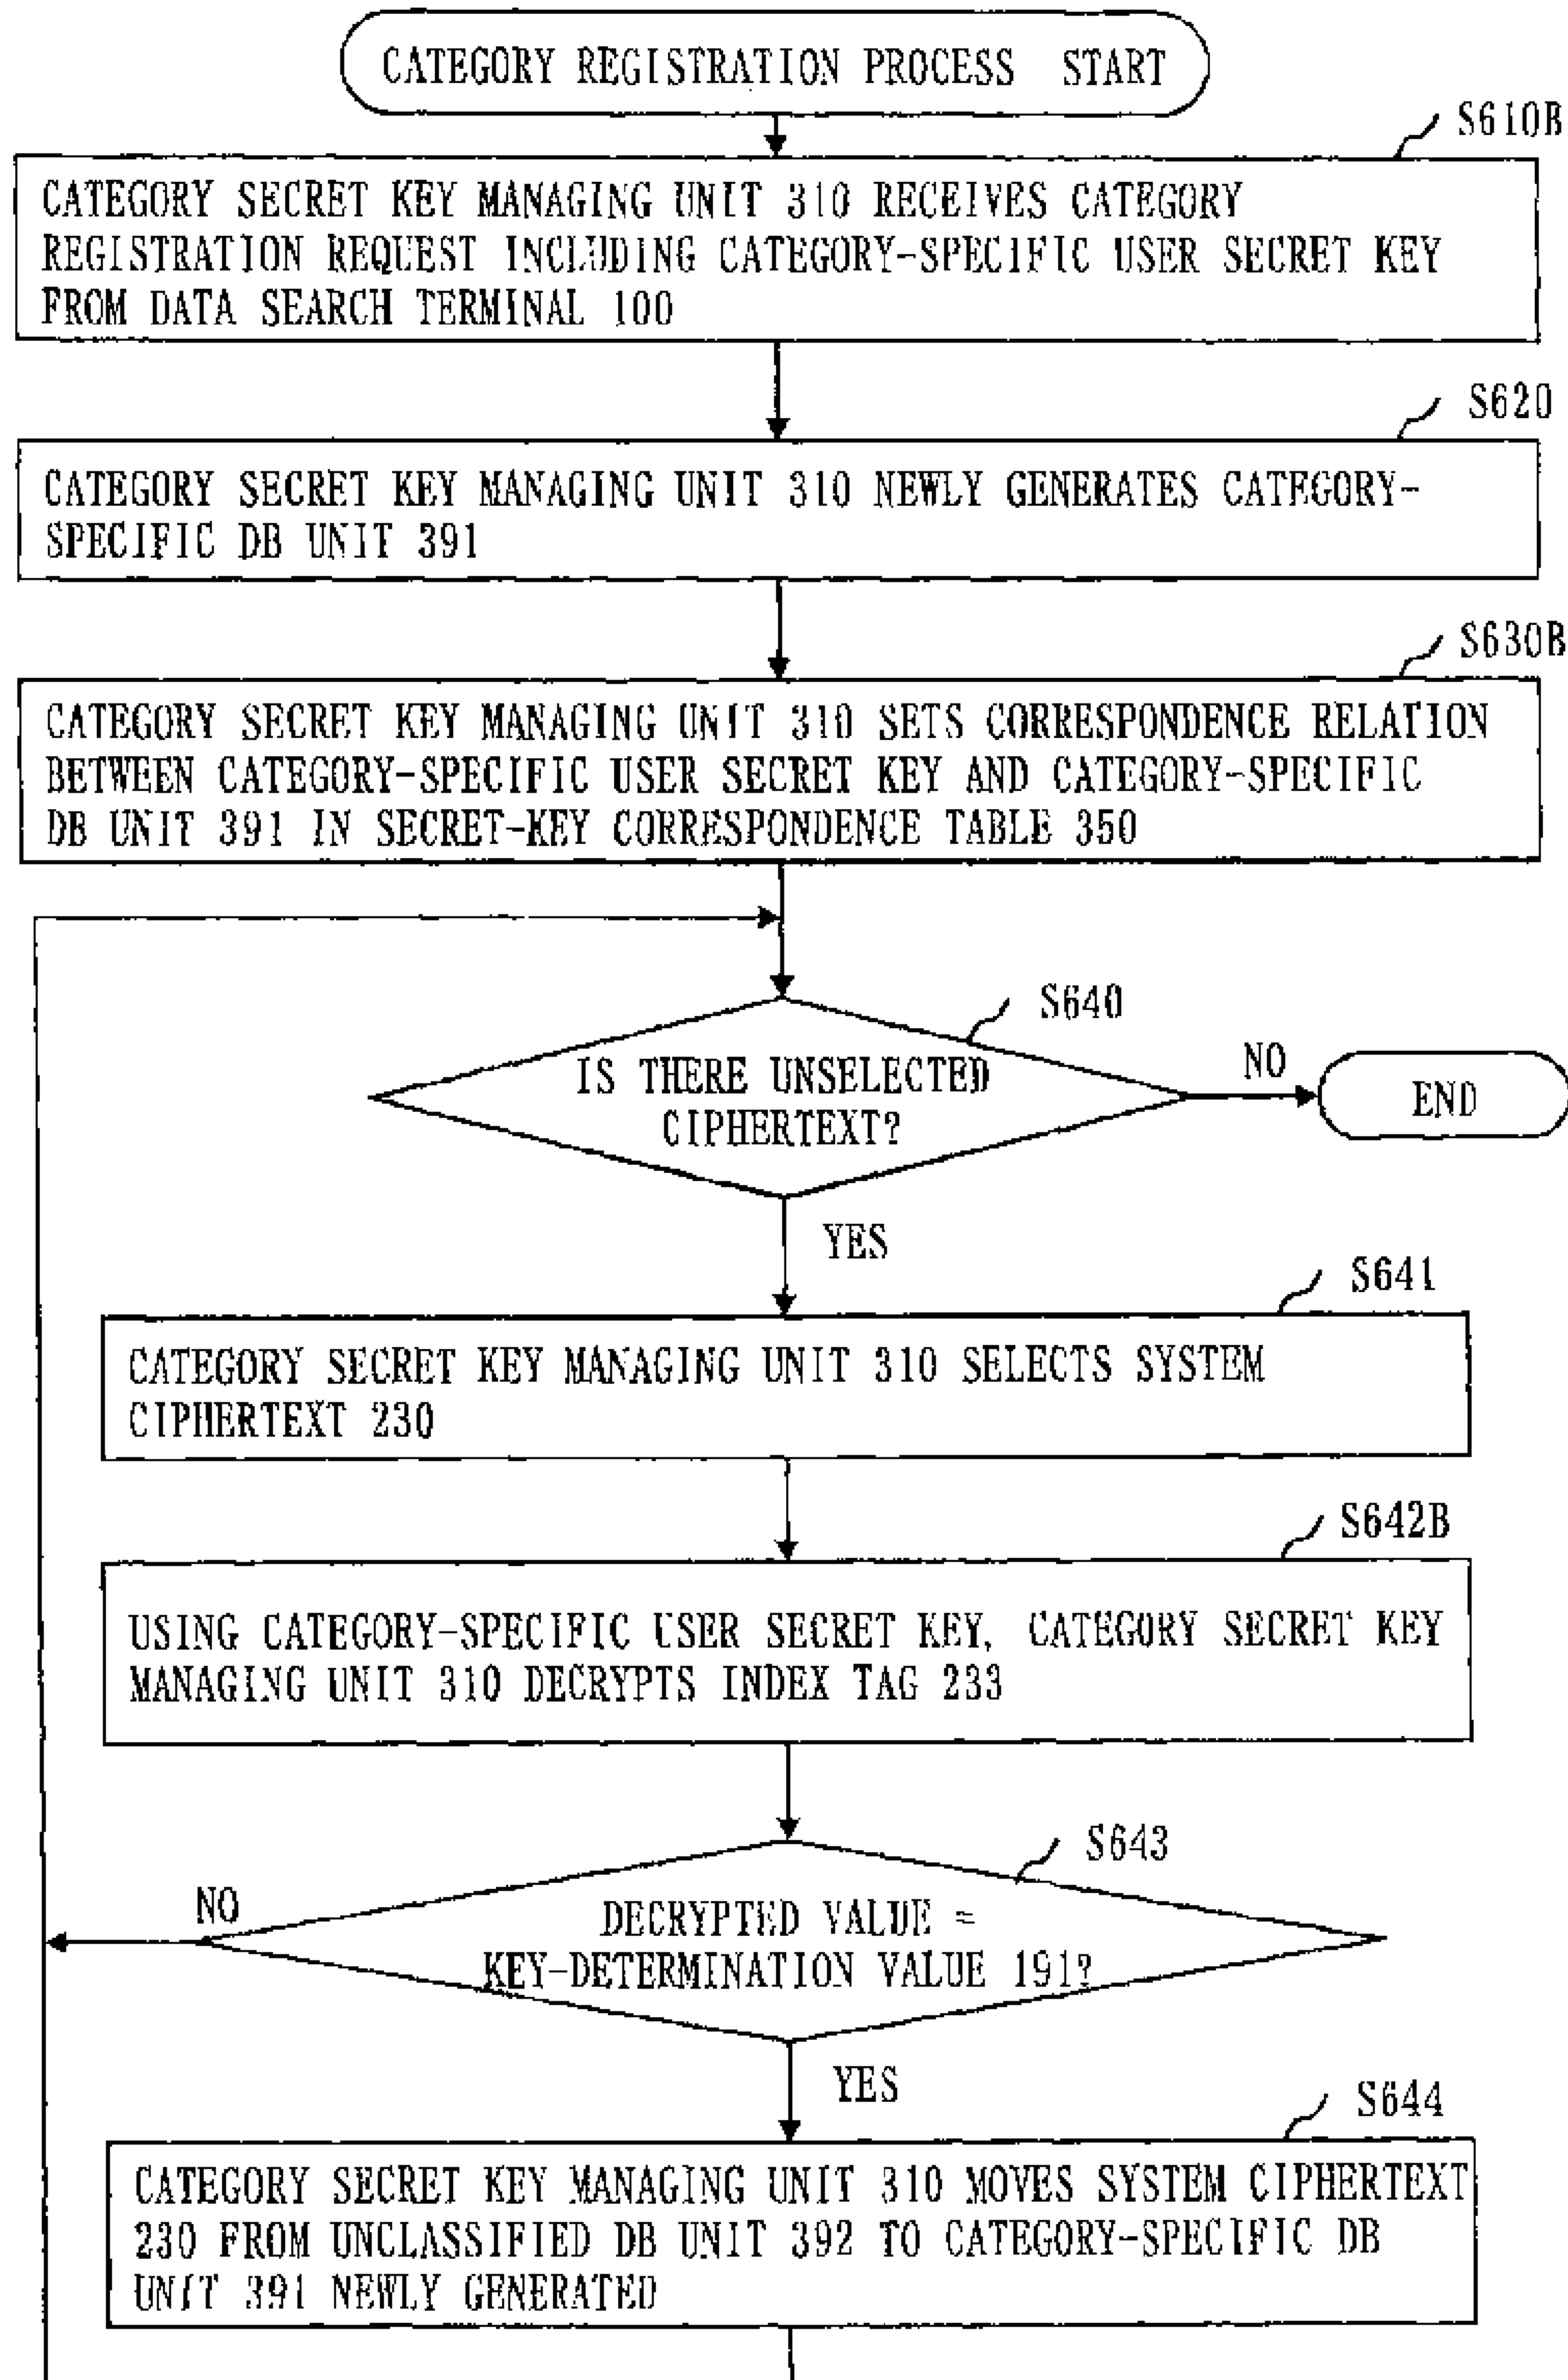 CATEGORY REGISTRATION PROCESS START
S610B
CATEGORY SECRET KEY MANAGING UNIT 310 RECEIVES CATEGORY
REGISTRATION REQUEST INCLUDING CATEGORY-SPECIFIC USER SECRET KEY
FROM DATA SEARCH TERMINAL 100
S620
CATEGORY SECRET KEY MANAGING UNIT 310 NEWLY GENERATES CATEGORY-
SPECIFIC DB UNIT 391
S630B
CATEGORY SECRET KEY MANAGING UNIT 310 SETS CORRESPONDENCE RELATION
BETWEEN CATEGORY-SPECIFIC USER SECRET KEY AND CATEGORY-SPECIFIC
DB UNIT 391 IN SECRET-KEY CORRESPONDENCE TABLE 350
S640
IS THERE UNSELECTED
CIPHERTEXT?
NO
END
YES
S641
CATEGORY SECRET KEY MANAGING UNIT 310 SELECTS SYSTEM
CIPHERTEXT 230
S642B
USING CATEGORY-SPECIFIC USER SECRET KEY, CATEGORY SECRET KEY
MANAGING UNIT 310 DECRYPTS INDEX TAG 233
S643
NO
DECRYPTED VALUE =
KEY-DETERMINATION VALUE 191?
YES
S644
CATEGORY SECRET KEY MANAGING UNIT 310 MOVES SYSTEM CIPHERTEXT
230 FROM UNCLASSIFIED DB UNIT 392 TO CATEGORY-SPECIFIC DB
UNIT 391 NEWLY GENERATED